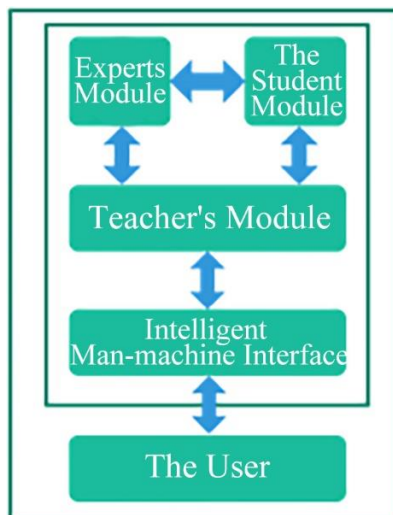 Experts
Module
The
Student
Module
Teacher's Module
Intelligent
Man-machine Interface
The User